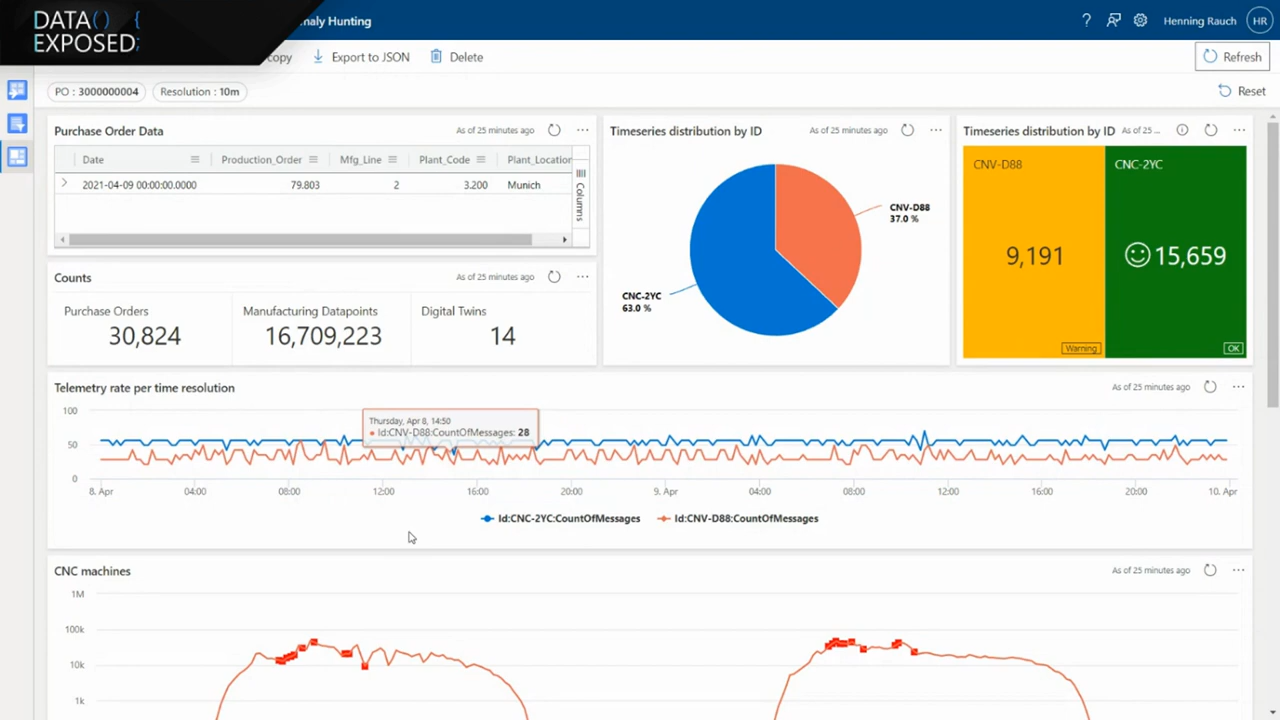 DATA() {
EXPOSED;
maly Hunting
? Henning Rauch HR
copy Export to JSON Delete Refresh
PO : 3000000004 Resolution : 10m Reset
Purchase Order Data As of 25 minutes ago
Date Production_Order Mfg_Line Plant_Code Plant_Location
2021-04-09 00:00:00.0000 79.803 2 3.200 Munich
Columns
Counts As of 25 minutes ago
Purchase Orders Manufacturing Datapoints Digital Twins
30,824 16,709,223 14
Timeseries distribution by ID As of 25 minutes ago
CNV-D88
37.0 %
CNC-2YC
63.0 %
Timeseries distribution by ID As of 25 ...
CNV-D88 CNC-2YC
9,191 15,659
Warning OK
Telemetry rate per time resolution As of 25 minutes ago
100
50
0
Thursday, Apr 8, 14:50
Id:CNV-D88:CountOfMessages: 28
8. Apr 04:00 08:00 12:00 16:00 20:00 9. Apr 04:00 08:00 12:00 16:00 20:00 10. Apr
Id:CNC-2YC:CountOfMessages Id:CNV-D88:CountOfMessages
CNC machines As of 25 minutes ago
1M
100k
10k
1k